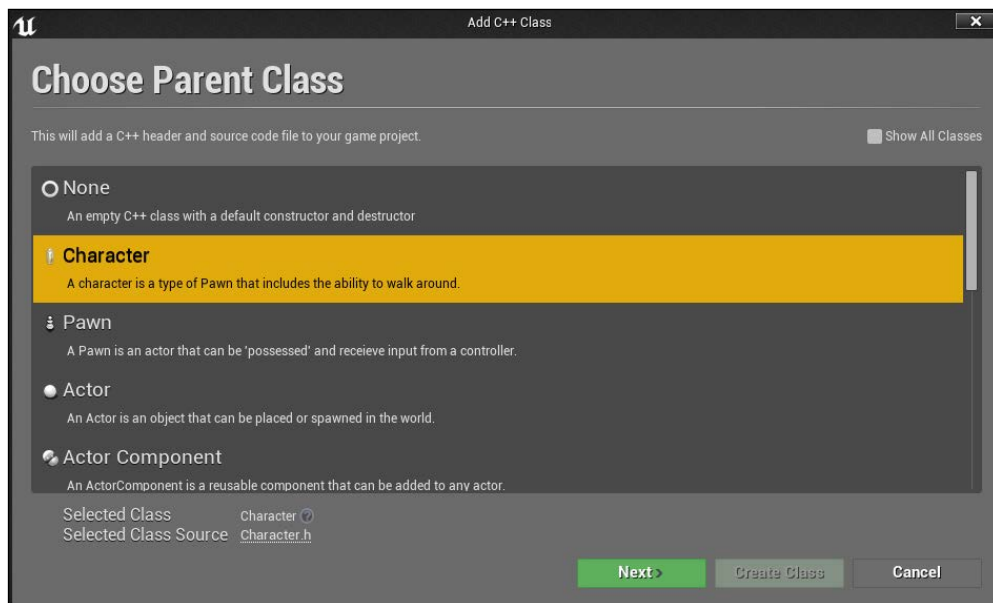 Add C++ Class
Choose Parent Class
This will add a C++ header and source code file to your game project.
Show All Classes
None
An empty C++ class with a default constructor and destructor
Character
A character is a type of Pawn that includes the ability to walk around.
Pawn
A Pawn is an actor that can be 'possessed' and receieve input from a controller.
Actor
An Actor is an object that can be placed or spawned in the world.
Actor Component
An ActorComponent is a reusable component that can be added to any actor.
Selected Class Character
Selected Class Source Character.h
Next>
Create Class
Cancel